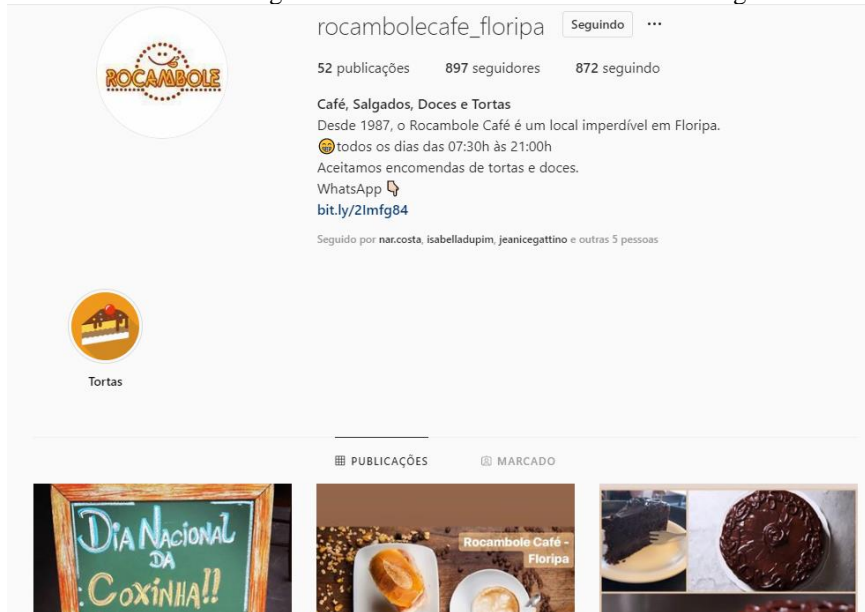 rocambolecafe_floripa Seguindo ...
ROCAMBOLE
52 publicações 897 seguidores 872 seguindo
Café, Salgados, Doces e Tortas
Desde 1987, o Rocambole Café é um local imperdível em Floripa.
😁todos os dias das 07:30h às 21:00h
Aceitamos encomendas de tortas e doces.
WhatsApp 👇🏻
bit.ly/2Imfg84
Seguido por nar.costa, isabelladupim, jeanicegattino e outras 5 pessoas
Tortas
PUBLICAÇÕES MARCADO
DIA NACIONAL
DA
COXINHA!!
Rocambole Café -
Floripa